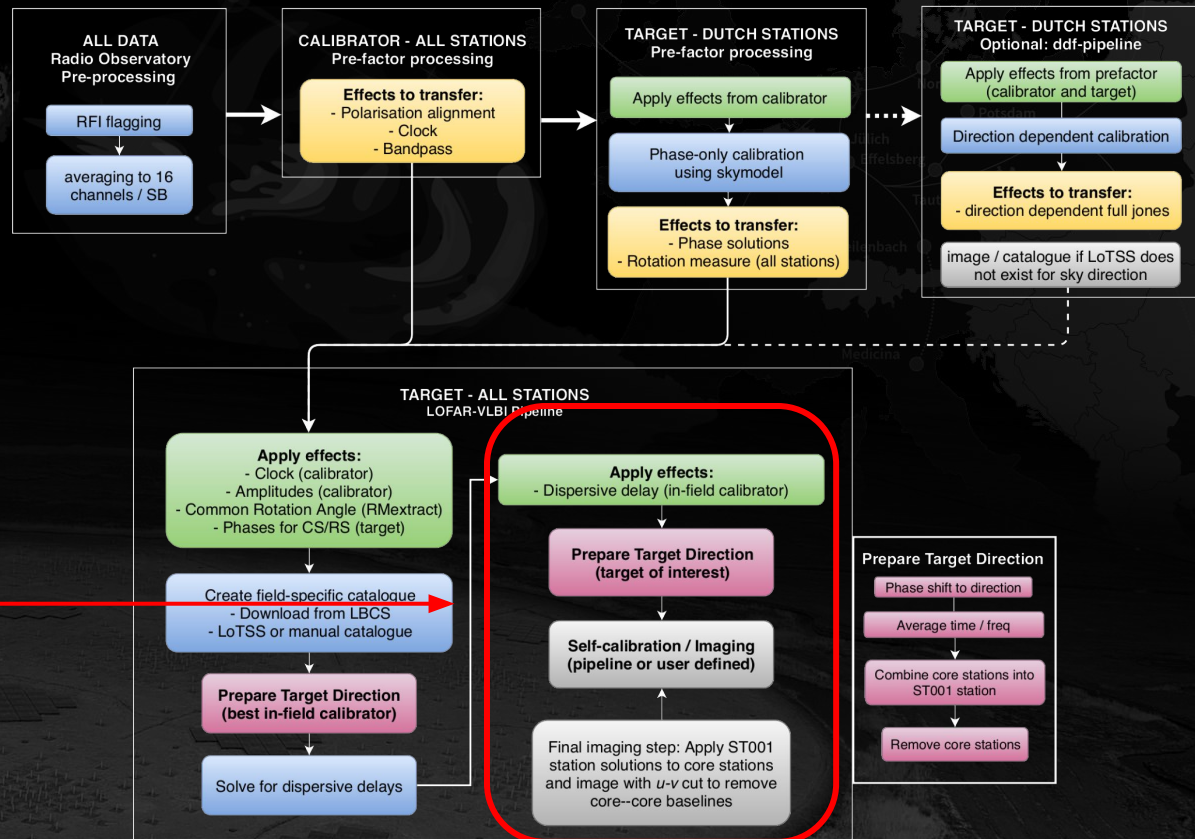 ALL DATA
Radio Observatory
Pre-processing
RFI flagging
averaging to 16
channels / SB
CALIBRATOR - ALL STATIONS
Pre-factor processing
Effects to transfer:
- Polarisation alignment
- Clock
- Bandpass
TARGET - DUTCH STATIONS
Pre-factor processing
Apply effects from calibrator
Phase-only calibration
using skymodel
Effects to transfer:
- Phase solutions
- Rotation measure (all stations)
TARGET - DUTCH STATIONS
Optional: ddf-pipeline
Apply effects from prefactor
(calibrator and target)
Direction dependent calibration
Effects to transfer:
- direction dependent full jones
image / catalogue if LoTSS does
not exist for sky direction
Potsdam
Jülich
Effelsberg
Medicina
TARGET - ALL STATIONS
LOFAR-VLBI Pipeline
Apply effects:
- Clock (calibrator)
- Amplitudes (calibrator)
- Common Rotation Angle (RMextract)
- Phases for CS/RS (target)
Create field-specific catalogue
- Download from LBCS
- LoTSS or manual catalogue
Prepare Target Direction
(best in-field calibrator)
Solve for dispersive delays
Apply effects:
- Dispersive delay (in-field calibrator)
Prepare Target Direction
(target of interest)
Self-calibration / Imaging
(pipeline or user defined)
Final imaging step: Apply ST001
station solutions to core stations
and image with u-v cut to remove
core--core baselines
Prepare Target Direction
Phase shift to direction
Average time / freq
Combine core stations into
ST001 station
Remove core stations